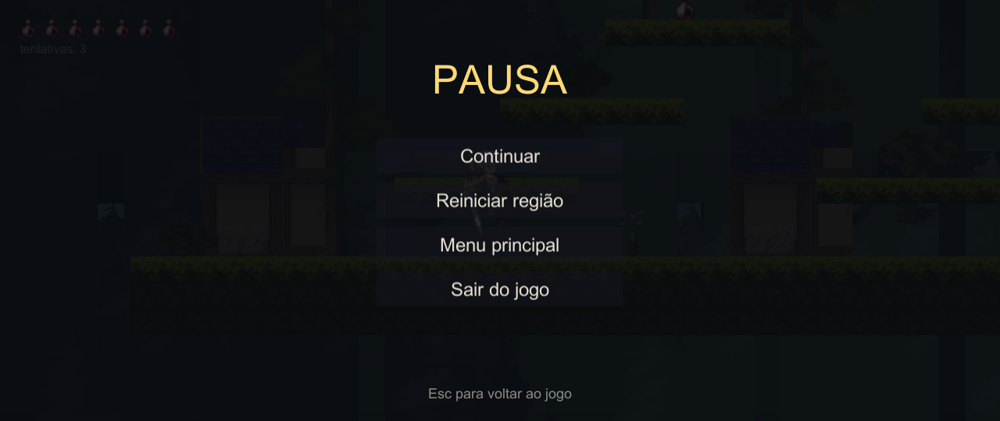 tentativas: 3
PAUSA
Continuar
Reiniciar região
Menu principal
Sair do jogo
Esc para voltar ao jogo